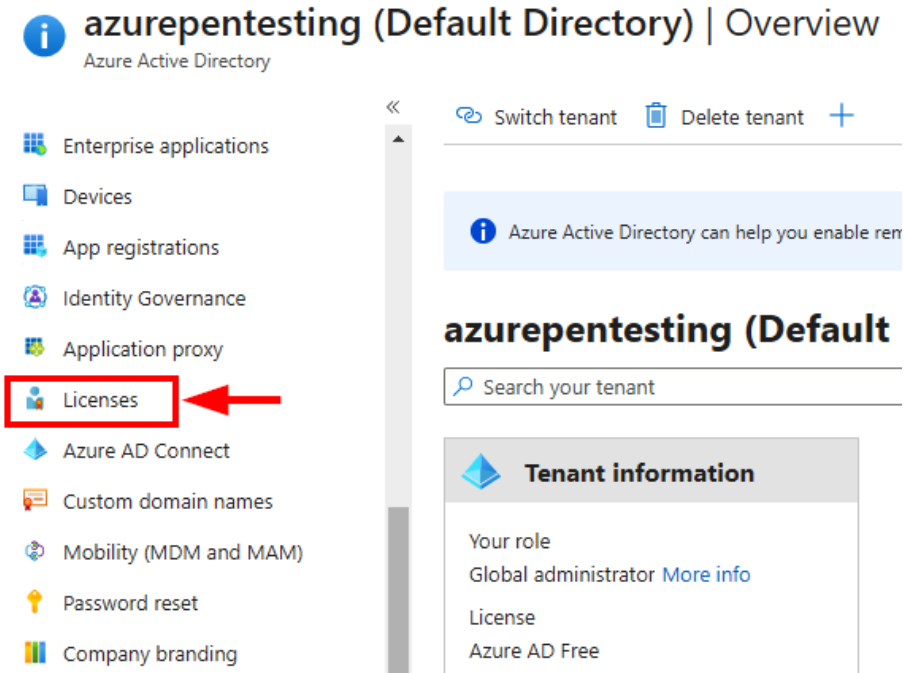 azurepentesting (Default Directory) | Overview
Azure Active Directory
«
Switch tenant Delete tenant +
Enterprise applications
Devices
App registrations
Identity Governance
Application proxy
Licenses
Azure AD Connect
Custom domain names
Mobility (MDM and MAM)
Password reset
Company branding
Azure Active Directory can help you enable rem
azurepentesting (Default
Search your tenant
Tenant information
Your role
Global administrator More info
License
Azure AD Free